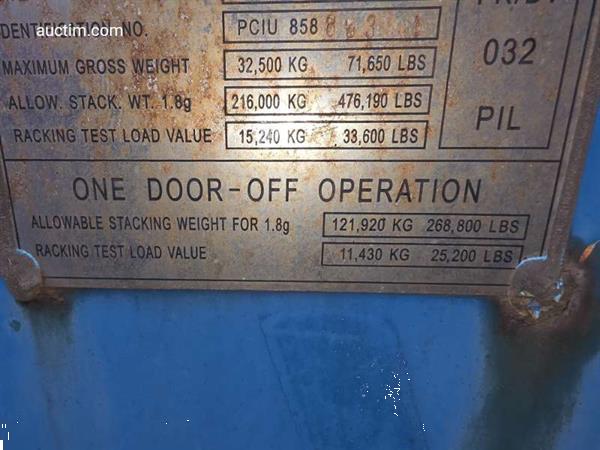 auctim.com
IDENTIFICATION NO. PCIU 858
MAXIMUM GROSS WEIGHT 32,500 KG 71,650 LBS
032
ALLOW. STACK. WT. 1.8g 216,000 KG 476,190 LBS
PIL
RACKING TEST LOAD VALUE 15,240 KG 33,600 LBS
ONE DOOR-OFF OPERATION
ALLOWABLE STACKING WEIGHT FOR 1.8g 121,920 KG 268,800 LBS
RACKING TEST LOAD VALUE 11,430 KG 25,200 LBS